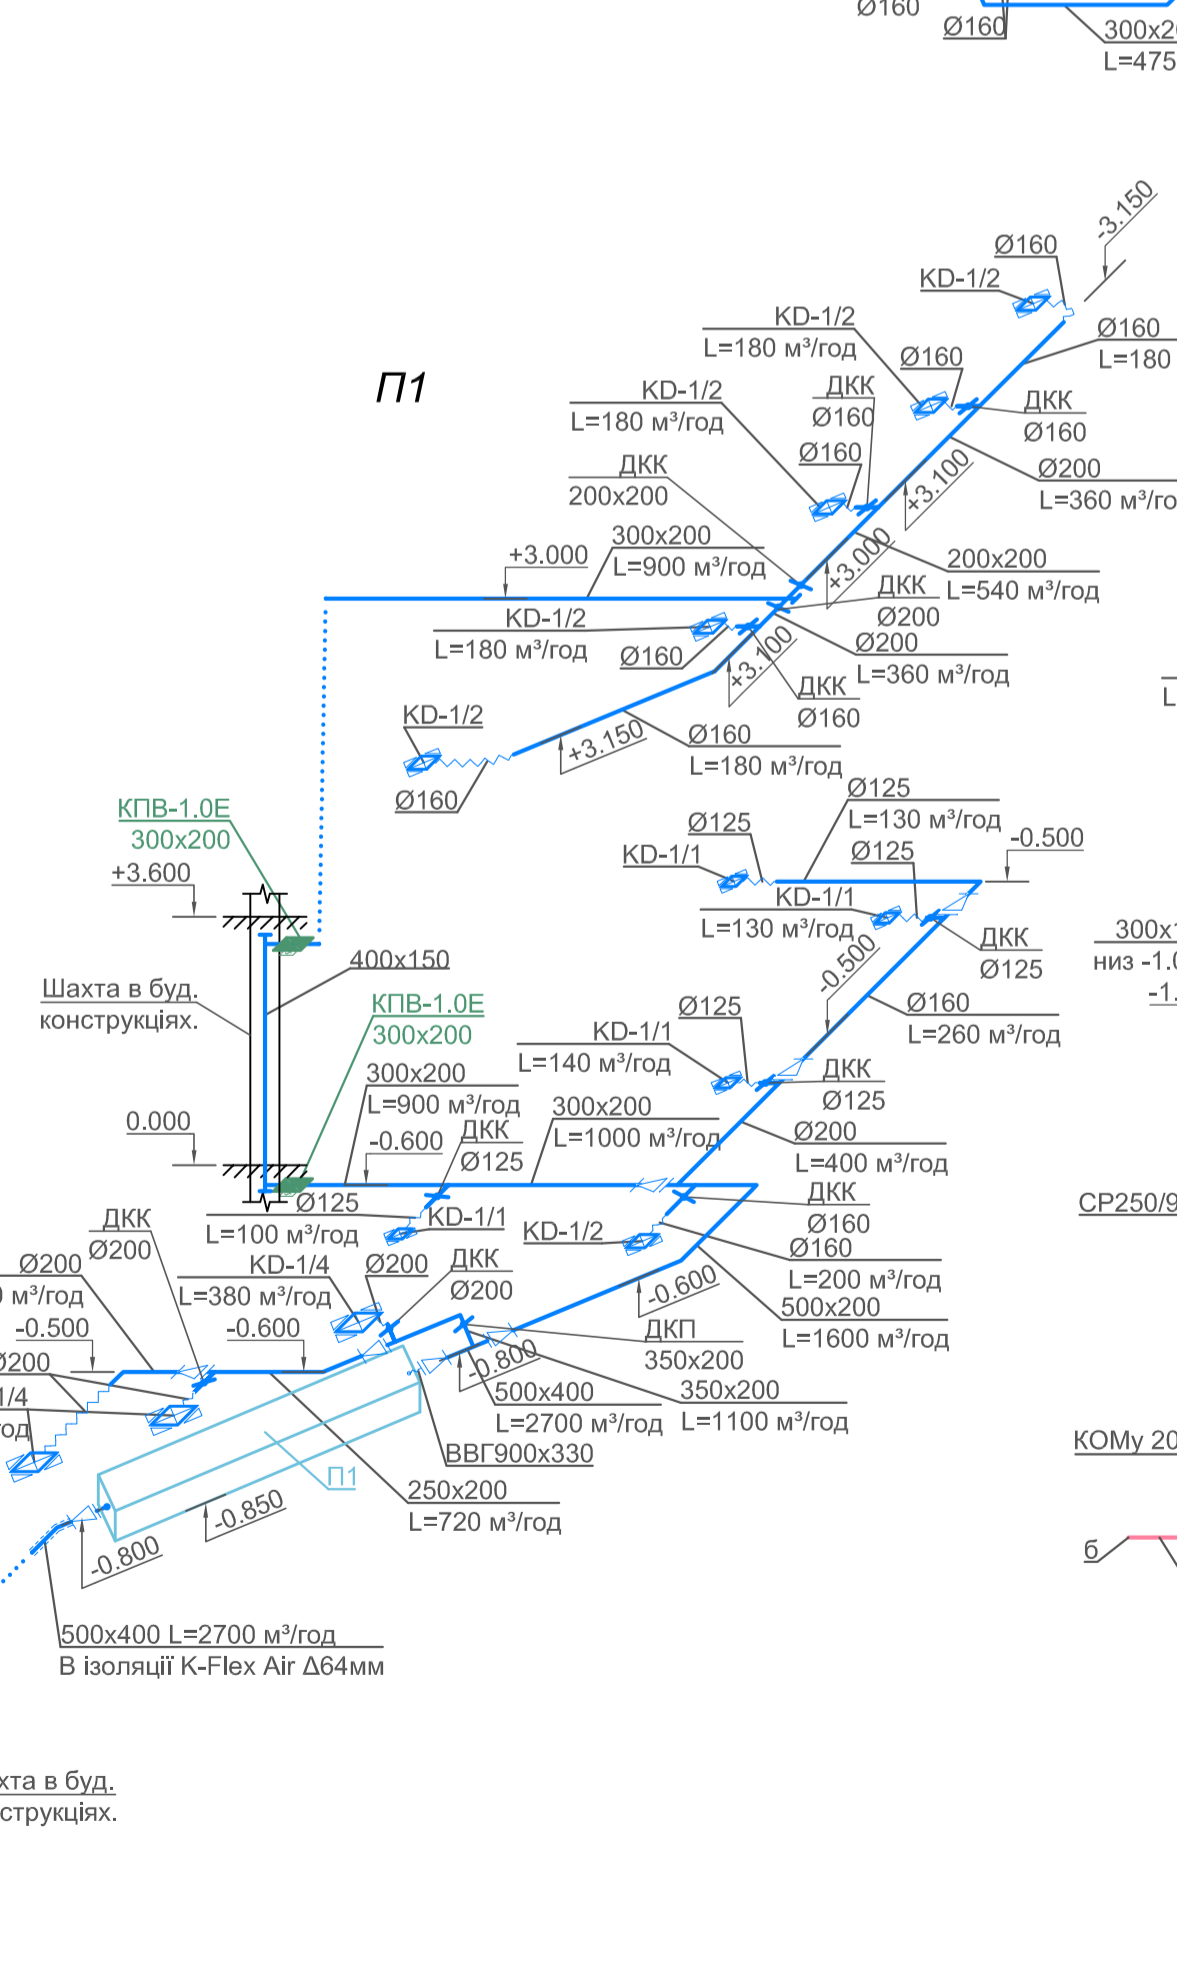 Ø160
Ø160
L=475
-3.150
Ø160
KD-1/2
KD-1/2
L=180 м³/год
Ø160
L=180
Ø160
П1
KD-1/2
L=180 м³/год
ДКК
Ø160
ДКК
Ø160
Ø160
ДКК
200x200
+3.100
Ø200
L=360 м³/го
300x200
L=900 м³/год
+3.000
+3.000
200x200
L=540 м³/год
ДКК
Ø200
KD-1/2
L=180 м³/год
Ø160
+3.100
Ø200
L=360 м³/год
ДКК
Ø160
KD-1/2
+3.150
Ø160
L=180 м³/год
Ø160
КПВ-1.0Е
300x200
+3.600
Ø125
L=130 м³/год
Ø125
KD-1/1
Ø125
-0.500
KD-1/1
L=130 м³/год
ДКК
Ø125
-0.500
низ -1.0
400x150
Шахта в буд.
конструкціях.
КПВ-1.0Е
300x200
Ø125
Ø160
L=260 м³/год
KD-1/1
L=140 м³/год
ДКК
Ø125
300x200
L=900 м³/год
300x200
L=1000 м³/год
0.000
-0.600
ДКК
Ø125
Ø200
L=400 м³/год
Ø125
L=100 м³/год
KD-1/1
KD-1/2
ДКК
Ø160
CP250/9
ДКК
Ø200
Ø160
L=200 м³/год
Ø200
м³/год
KD-1/4
L=380 м³/год
Ø200
ДКК
Ø200
-0.600
500x200
L=1600 м³/год
-0.500
-0.600
ДКП
350x200
Ø200
1/4
год
-0.800
500x400
L=2700 м³/год
350x200
L=1100 м³/год
ВВГ900x330
КОМу 20
П1
250x200
L=720 м³/год
-0.850
-0.800
б
500x400 L=2700 м³/год
В ізоляції K-Flex Air Δ64мм
хта в буд.
струкціях.